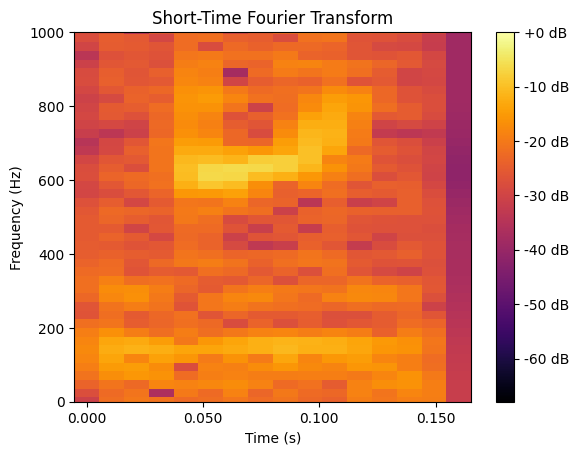 Short-Time Fourier Transform
1000
800
600
400
200
0
Frequency (Hz)
0.000
0.050
0.100
0.150
Time (s)
+0 dB
-10 dB
-20 dB
-30 dB
-40 dB
-50 dB
-60 dB